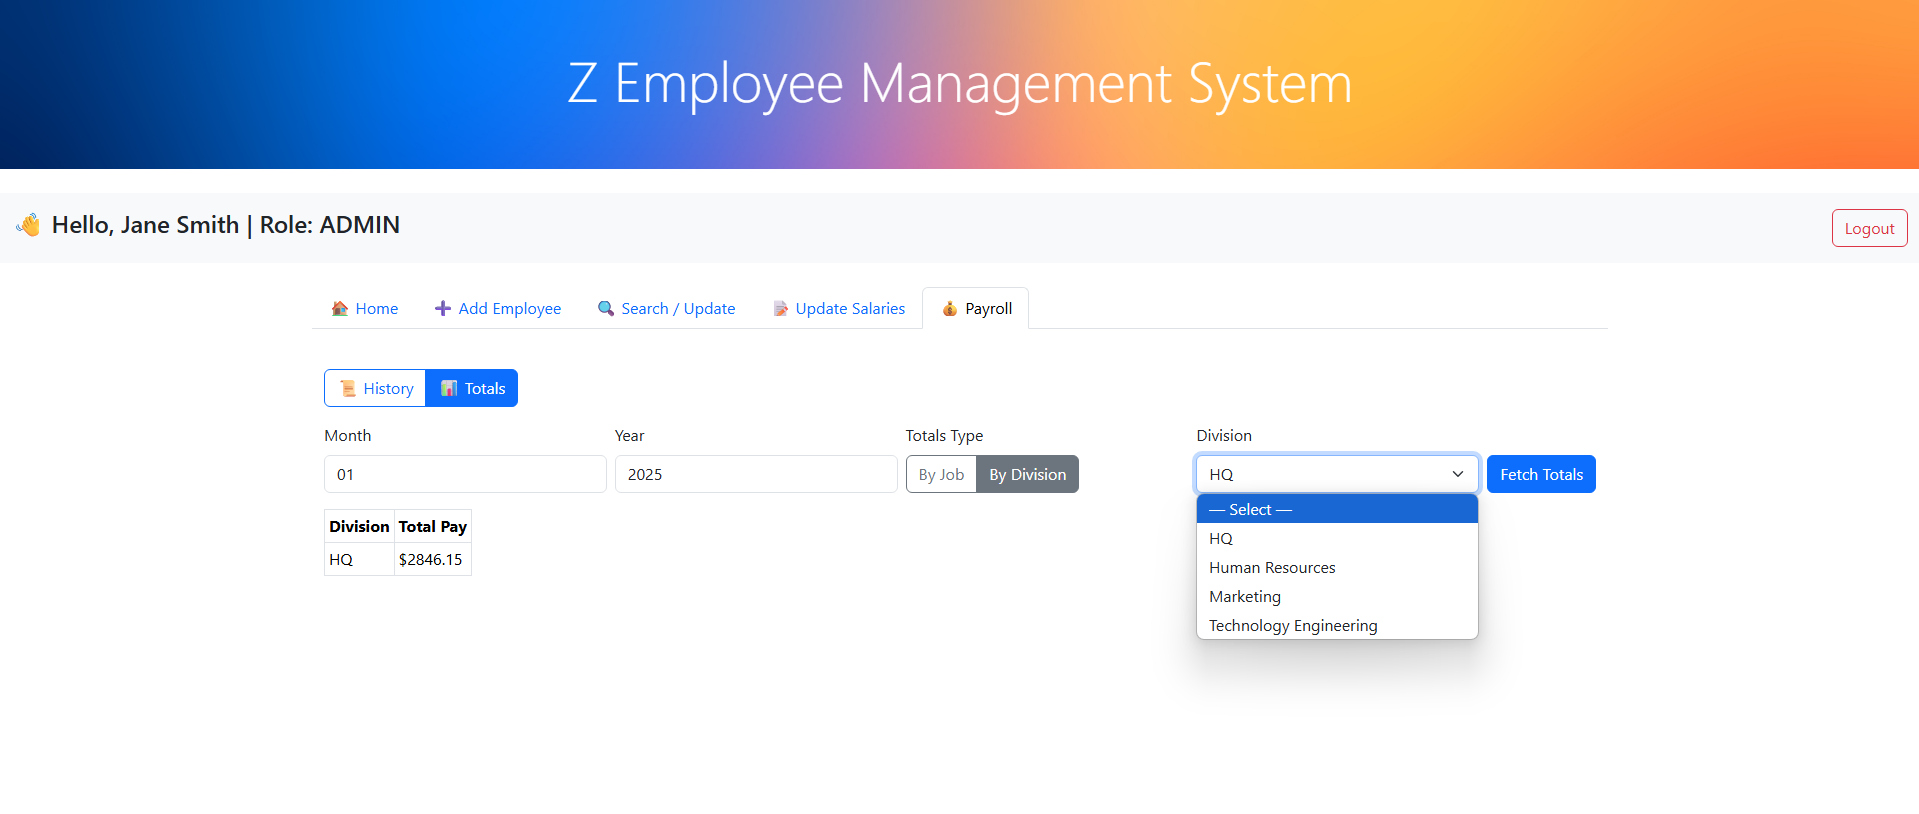 Z Employee Management System
👋 Hello, Jane Smith | Role: ADMIN
Logout
🏠 Home ➕ Add Employee 🔍 Search / Update 📝 Update Salaries 💰 Payroll
📜 History 📊 Totals
Month Year Totals Type Division
01 2025 By Job By Division HQ Fetch Totals
— Select —
HQ
Human Resources
Marketing
Technology Engineering
Division Total Pay
HQ $2846.15